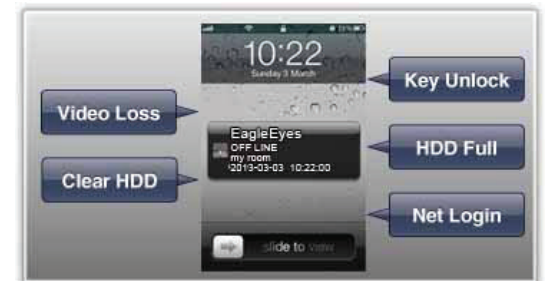 10:22
Sunday 3 March
Key Unlock
Video Loss
EagleEyes
OFF LINE
my room
2013-03-03 10:22:00
HDD Full
Clear HDD
Net Login
slide to view